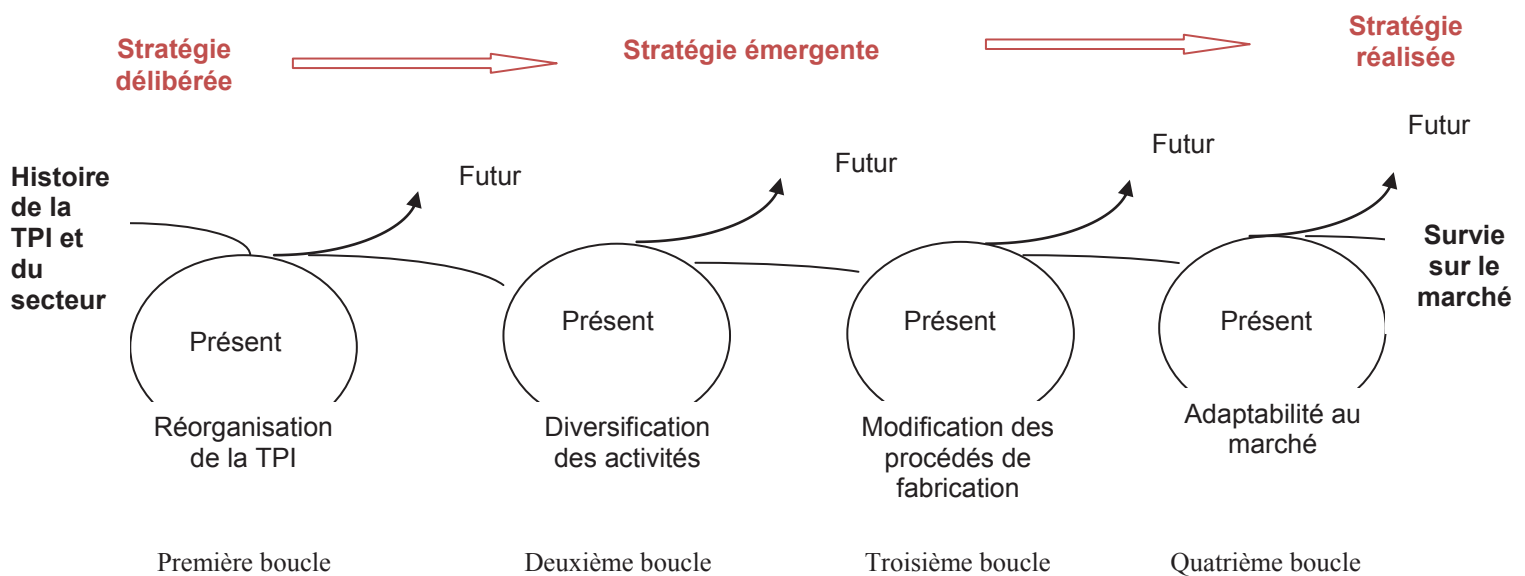 Stratégie
délibérée
Stratégie émergente
Stratégie
réalisée
Histoire
de la
TPI et
du
secteur
Futur
Futur
Futur
Futur
Survie
sur le
marché
Présent
Présent
Présent
Présent
Réorganisation
de la TPI
Diversification
des activités
Modification des
procédés de
fabrication
Adaptabilité au
marché
Première boucle
Deuxième boucle
Troisième boucle
Quatrième boucle